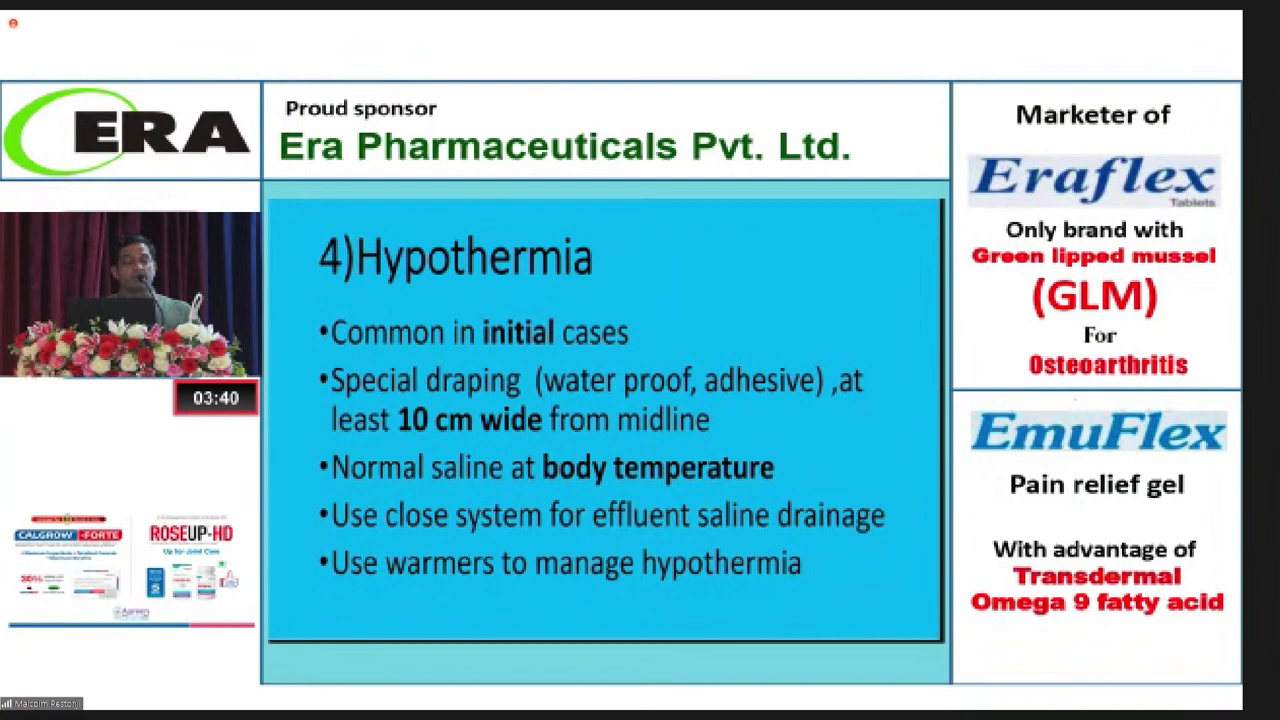 ERA
Proud sponsor
Era Pharmaceuticals Pvt. Ltd.
03:40
CALGROW-FORTE
30%
ROSEUP-HD
Up for Joint Care
4)Hypothermia
•Common in initial cases
•Special draping (water proof, adhesive) ,at
least 10 cm wide from midline
•Normal saline at body temperature
•Use close system for effluent saline drainage
•Use warmers to manage hypothermia
Marketer of
Eraflex
Tablets
Only brand with
Green lipped mussel
(GLM)
For
Osteoarthritis
EmuFlex
Pain relief gel
With advantage of
Transdermal
Omega 9 fatty acid
Malcolm Pestonji